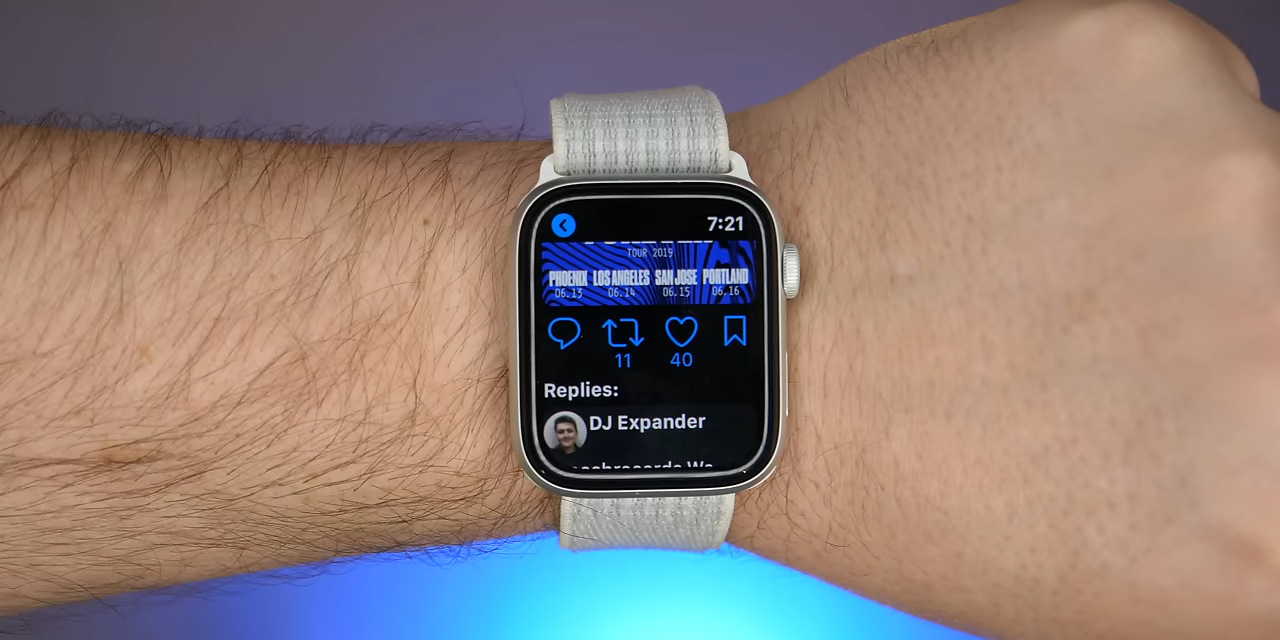 7:21
TOUR 2019
PHOENIX LOS ANGELES SAN JOSE PORTLAND
06.13 06.14 06.15 06.16
11 40
Replies:
DJ Expander